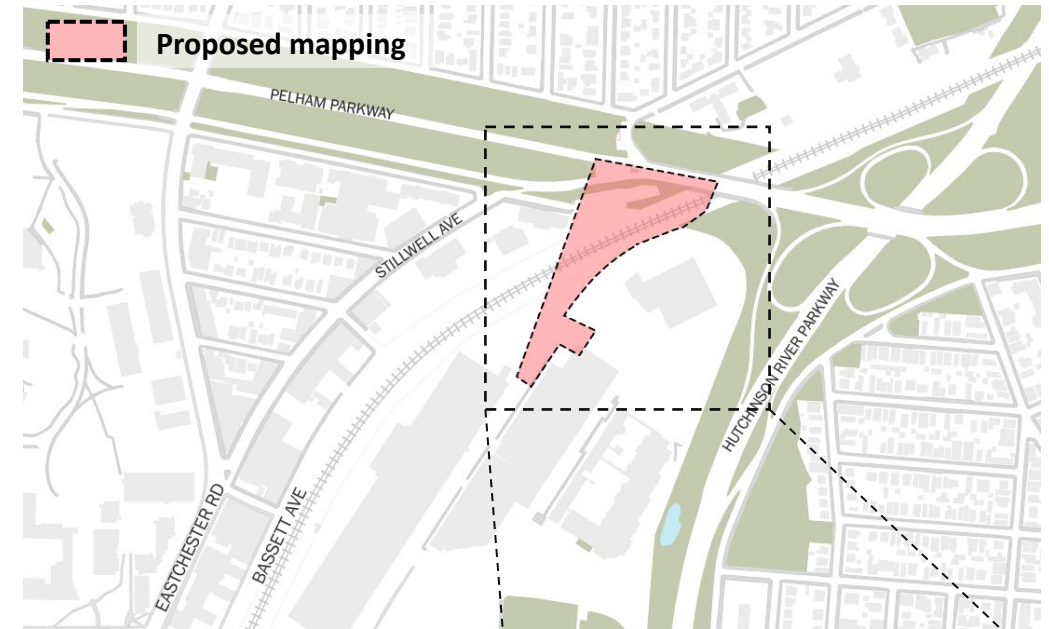 Proposed mapping
PELHAM PARKWAY
STILLWELL AVE
HUTCHINSON RIVER PARKWAY
EASTCHESTER RD
BASSETT AVE